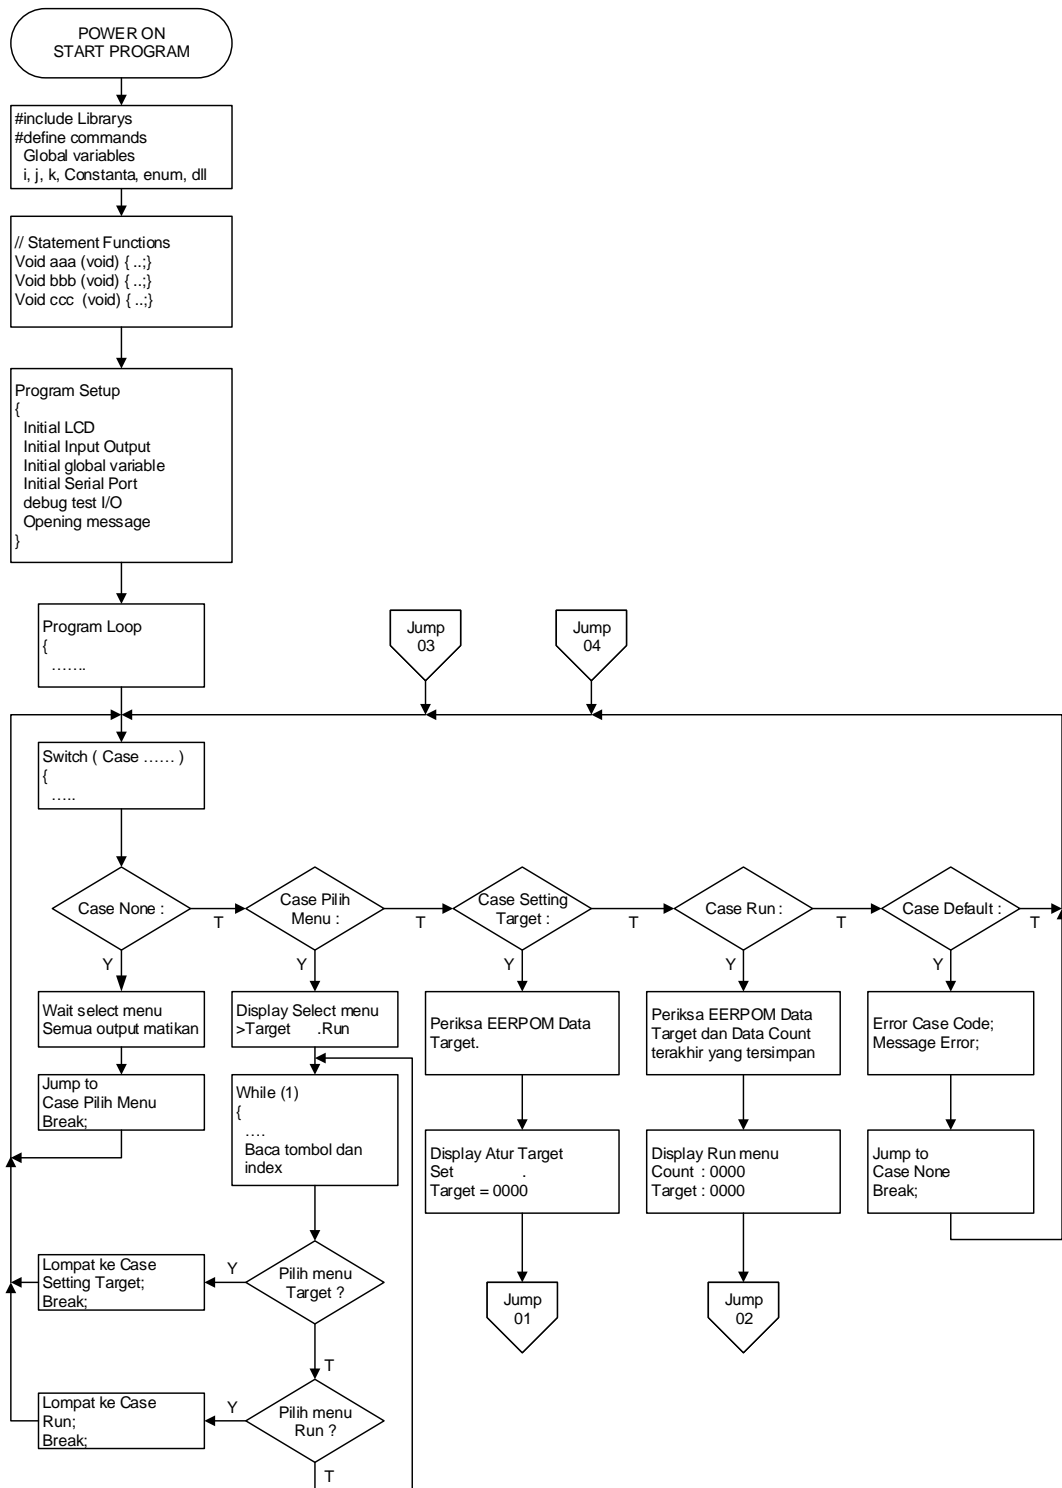 POWER ON
START PROGRAM
#include Librarys
#define commands
Global variables
i, j, k, Constanta, enum, dll
// Statement Functions
Void aaa (void) { ..;}
Void bbb (void) { ..;}
Void ccc (void) { ..;}
Program Setup
{
Initial LCD
Initial Input Output
Initial global variable
Initial Serial Port
debug test I/O
Opening message
}
Program Loop
{
.......
Jump
03
Jump
04
Switch ( Case ...... )
{
.....
Case None :
T
Y
Case Pilih
Menu :
T
Y
Case Setting
Target :
T
Y
Case Run :
T
Y
Case Default :
T
Y
Wait select menu
Semua output matikan
Jump to
Case Pilih Menu
Break;
Display Select menu
>Target .Run
While (1)
{
....
Baca tombol dan
index
Periksa EERPOM Data
Target.
Display Atur Target
Set .
Target = 0000
Periksa EERPOM Data
Target dan Data Count
terakhir yang tersimpan
Display Run menu
Count : 0000
Target : 0000
Error Case Code;
Message Error;
Jump to
Case None
Break;
Lompat ke Case
Setting Target;
Break;
Y
Pilih menu
Target ?
T
Jump
01
Jump
02
Lompat ke Case
Run;
Break;
Y
Pilih menu
Run ?
T